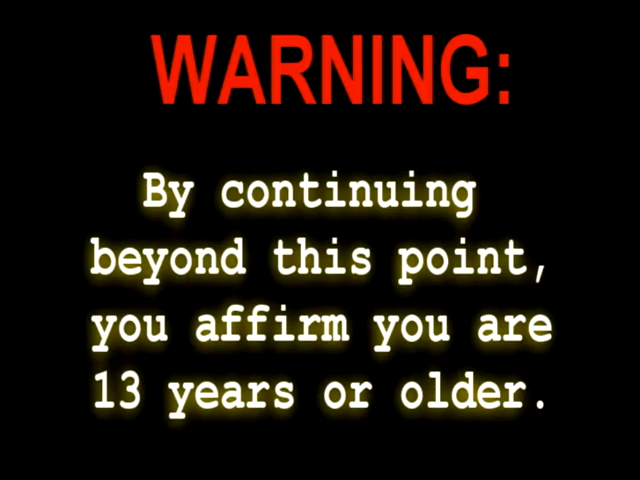 WARNING:
By continuing
beyond this point,
you affirm you are
13 years or older.